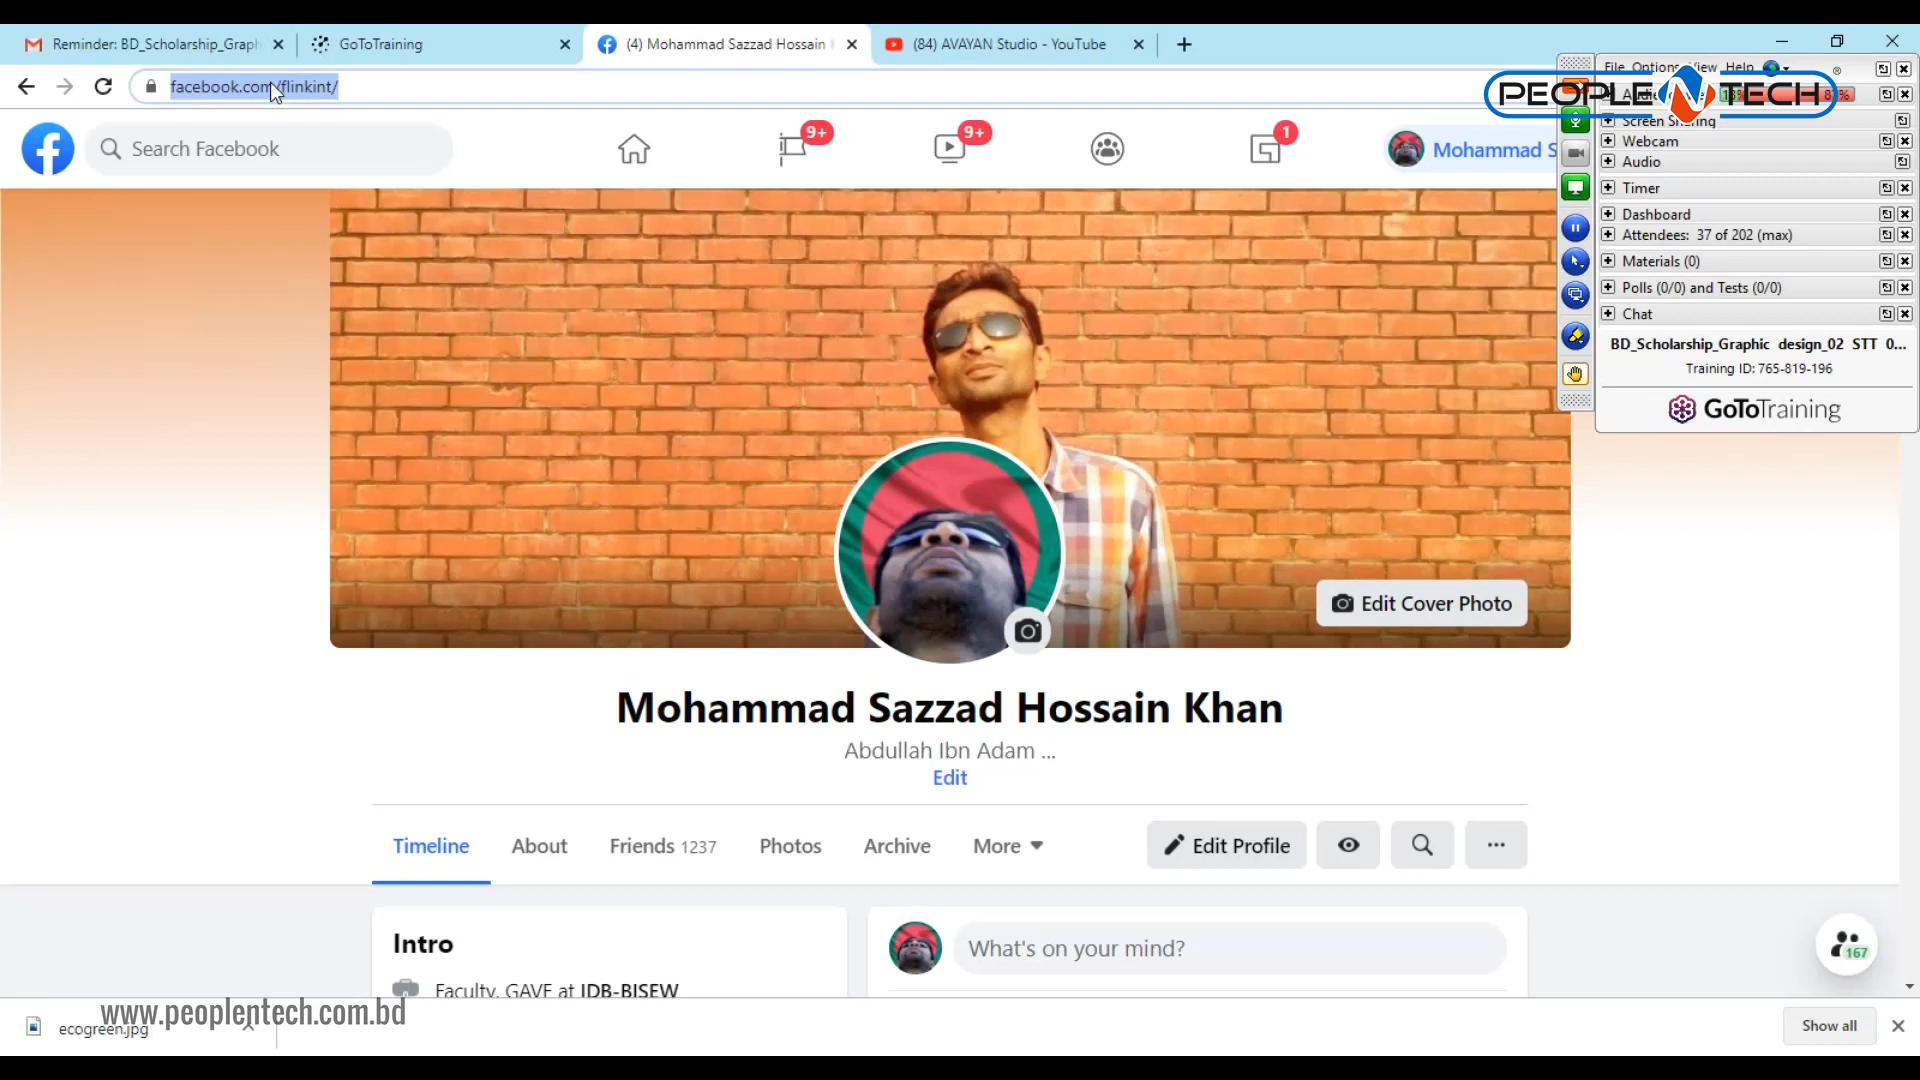 Reminder: BD_Scholarship_Graph
GoToTraining
(4) Mohammad Sazzad Hossain
(84) AVAYAN Studio - YouTube
facebook.com/flinkint/
File Options View Help
PEOPLE N TECH
Screen Sharing
Webcam
Audio
Timer
Dashboard
Attendees: 37 of 202 (max)
Materials (0)
Polls (0/0) and Tests (0/0)
Chat
BD_Scholarship_Graphic design_02 STT 0...
Training ID: 765-819-196
GoToTraining
Search Facebook
9+
9+
1
Mohammad S
Edit Cover Photo
Mohammad Sazzad Hossain Khan
Abdullah Ibn Adam ...
Edit
Timeline
About
Friends 1237
Photos
Archive
More
Edit Profile
Intro
What's on your mind?
Faculty, GAVE at IDB-BISEW
167
www.peoplentech.com.bd
ecogreen.jpg
Show all